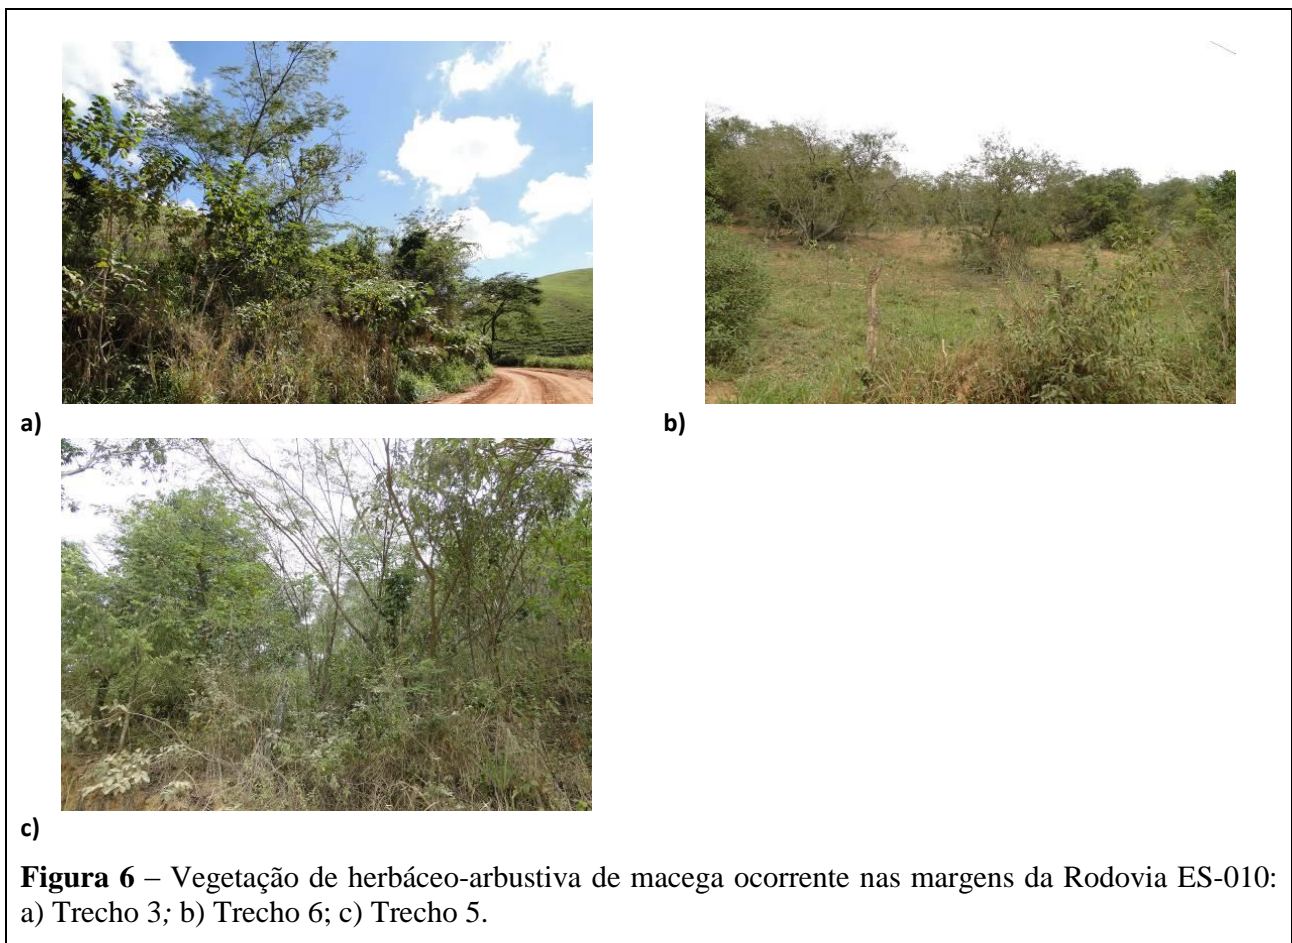 a)
b)
c)
Figura 6 – Vegetação de herbáceo-arbustiva de macega ocorrente nas margens da Rodovia ES-010:
a) Trecho 3; b) Trecho 6; c) Trecho 5.